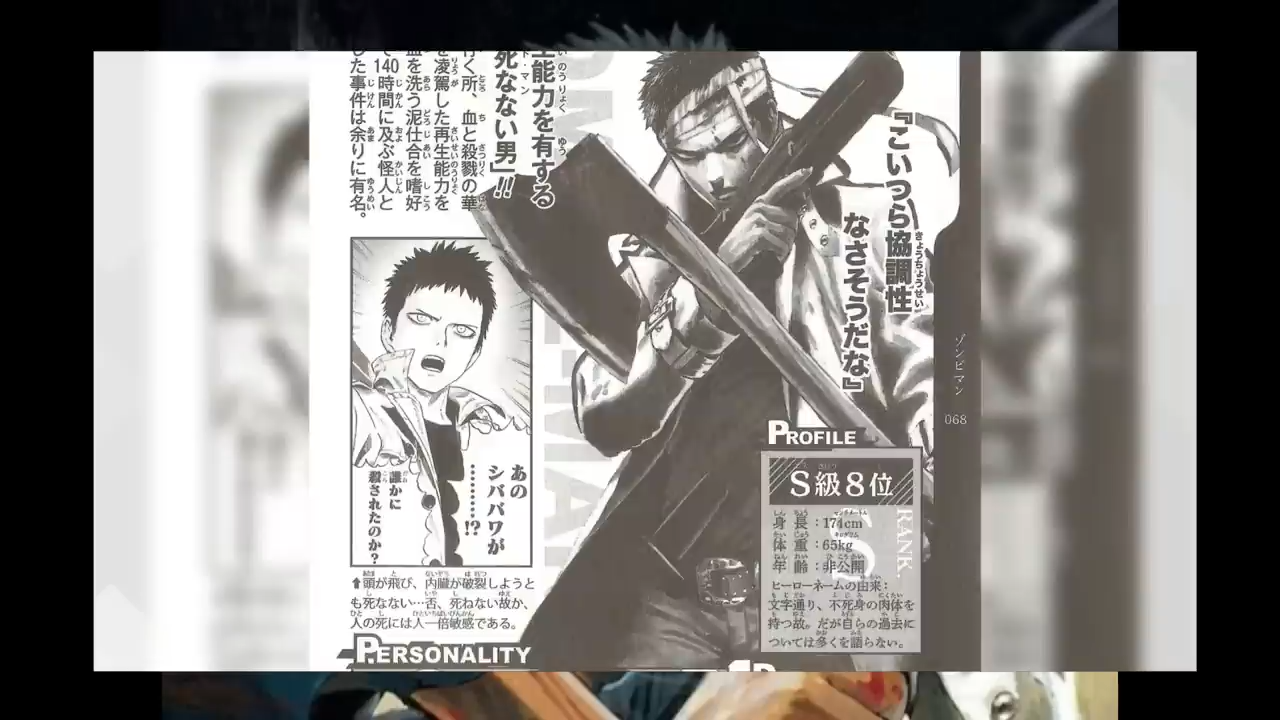 『こいつら協調性
なさそうだな』
ゾンビマン
068
能力を有する
死なない男」!!
く所、血と殺戮の華
凌駕した再生能力を
を洗う泥仕合を嗜好
140時間に及ぶ怪人と
た事件は余りに有名。
あの
シババワが
………!?
誰かに
殺されたのか?
⬆頭が飛び、内臓が破裂しようと
も死なない…否、死ねない故か、
人の死には人一倍敏感である。
PERSONALITY
PROFILE
S級8位
RANK.
身長:174cm
体重:65kg
年齢:非公開
ヒーローネームの由来:
文字通り、不死身の肉体を
持つ故。だが自らの過去に
ついては多くを語らない。